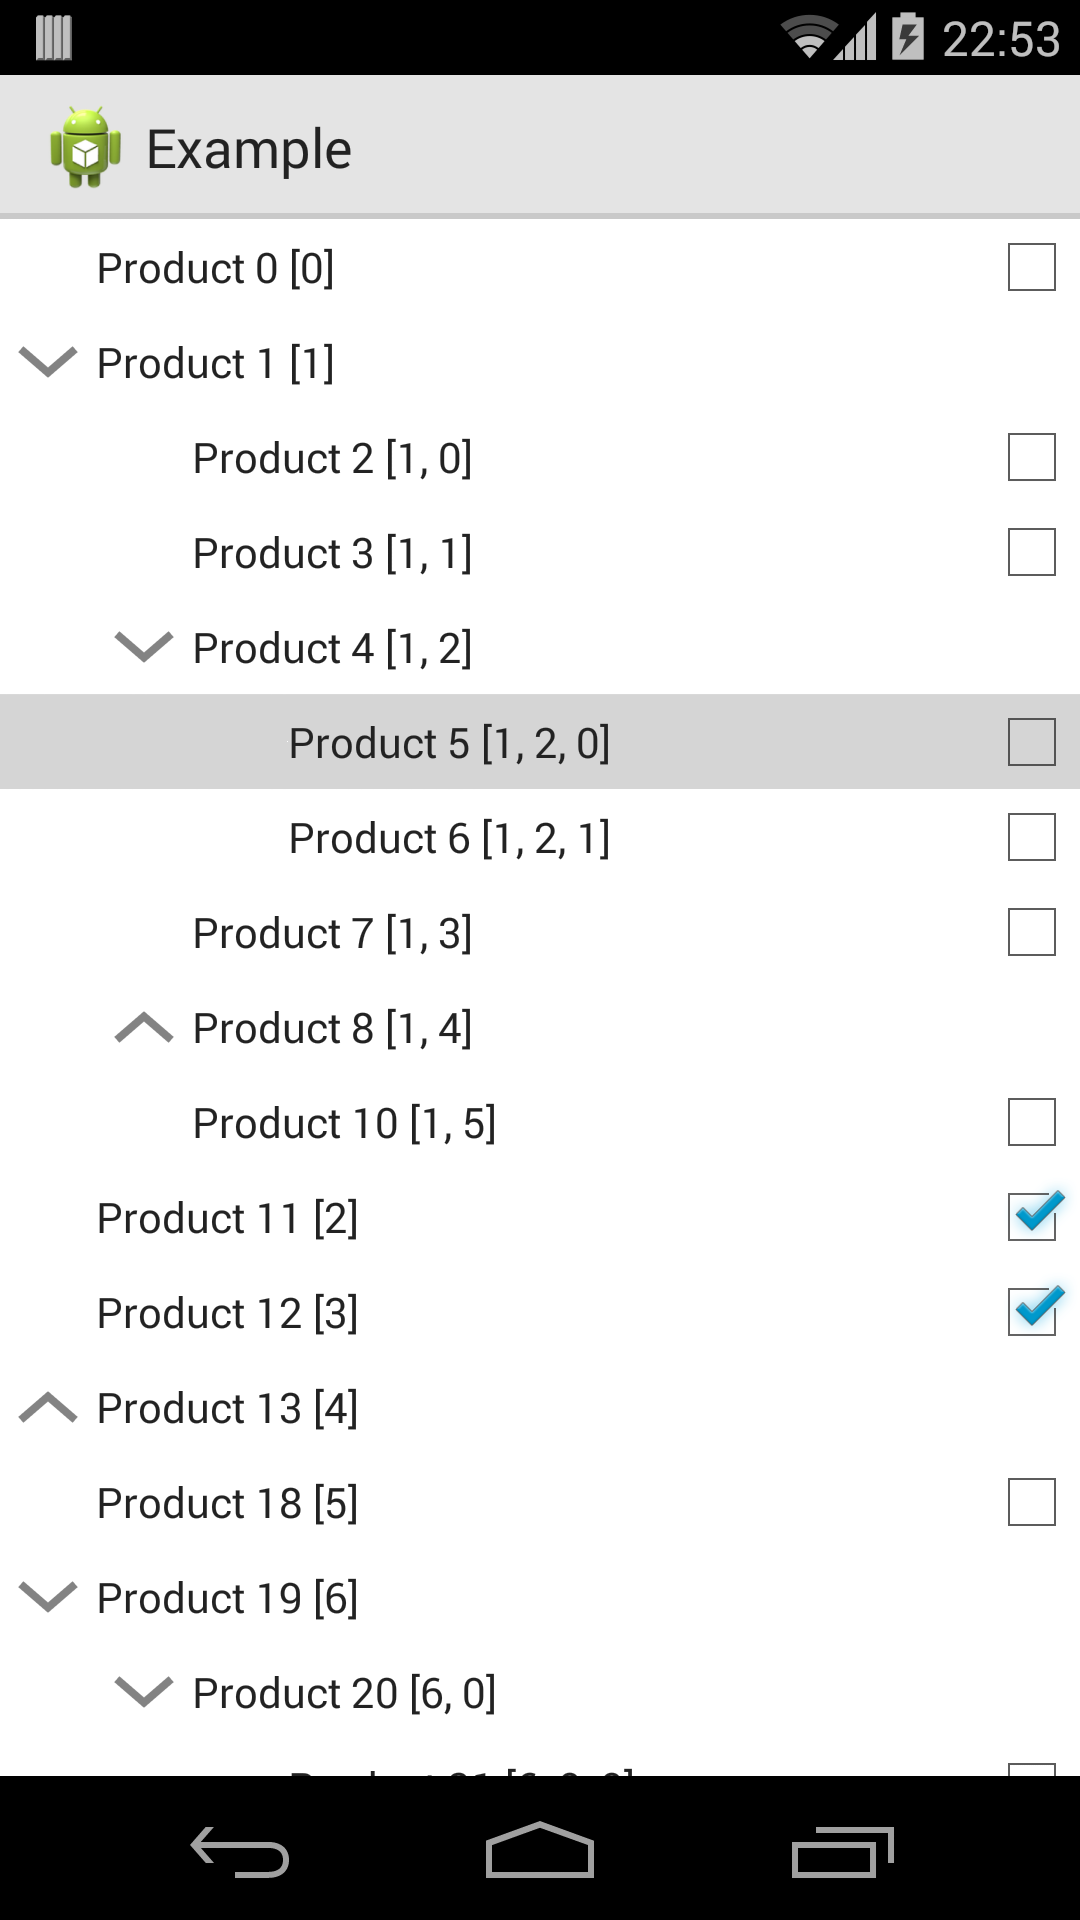 22:53
Example
Product 0 [0]
Product 1 [1]
Product 2 [1, 0]
Product 3 [1, 1]
Product 4 [1, 2]
Product 5 [1, 2, 0]
Product 6 [1, 2, 1]
Product 7 [1, 3]
Product 8 [1, 4]
Product 10 [1, 5]
Product 11 [2]
Product 12 [3]
Product 13 [4]
Product 18 [5]
Product 19 [6]
Product 20 [6, 0]